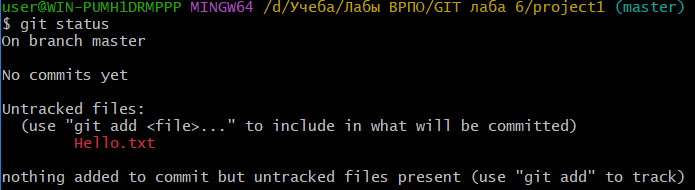 user@WIN-PUMH1DRMPPP MINGW64 /d/Учеба/Лабы ВРПО/GIT лаба 6/project1 (master)
$ git status
On branch master
No commits yet
Untracked files:
(use "git add <file>..." to include in what will be committed)
Hello.txt
nothing added to commit but untracked files present (use "git add" to track)